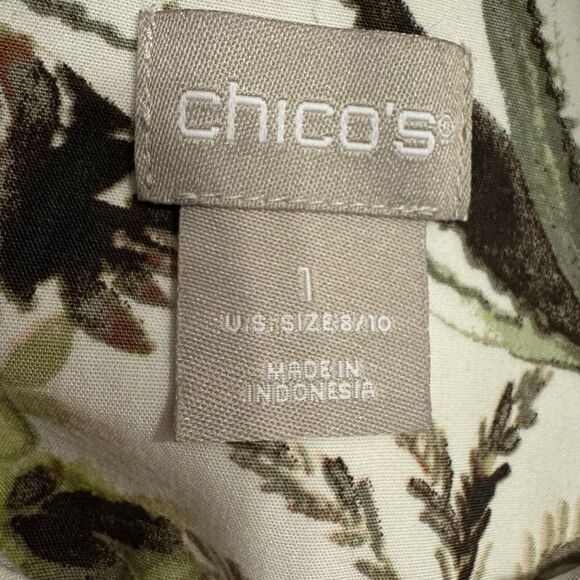 chico's®
1
U.S. SIZE 8/10
MADE IN
INDONESIA